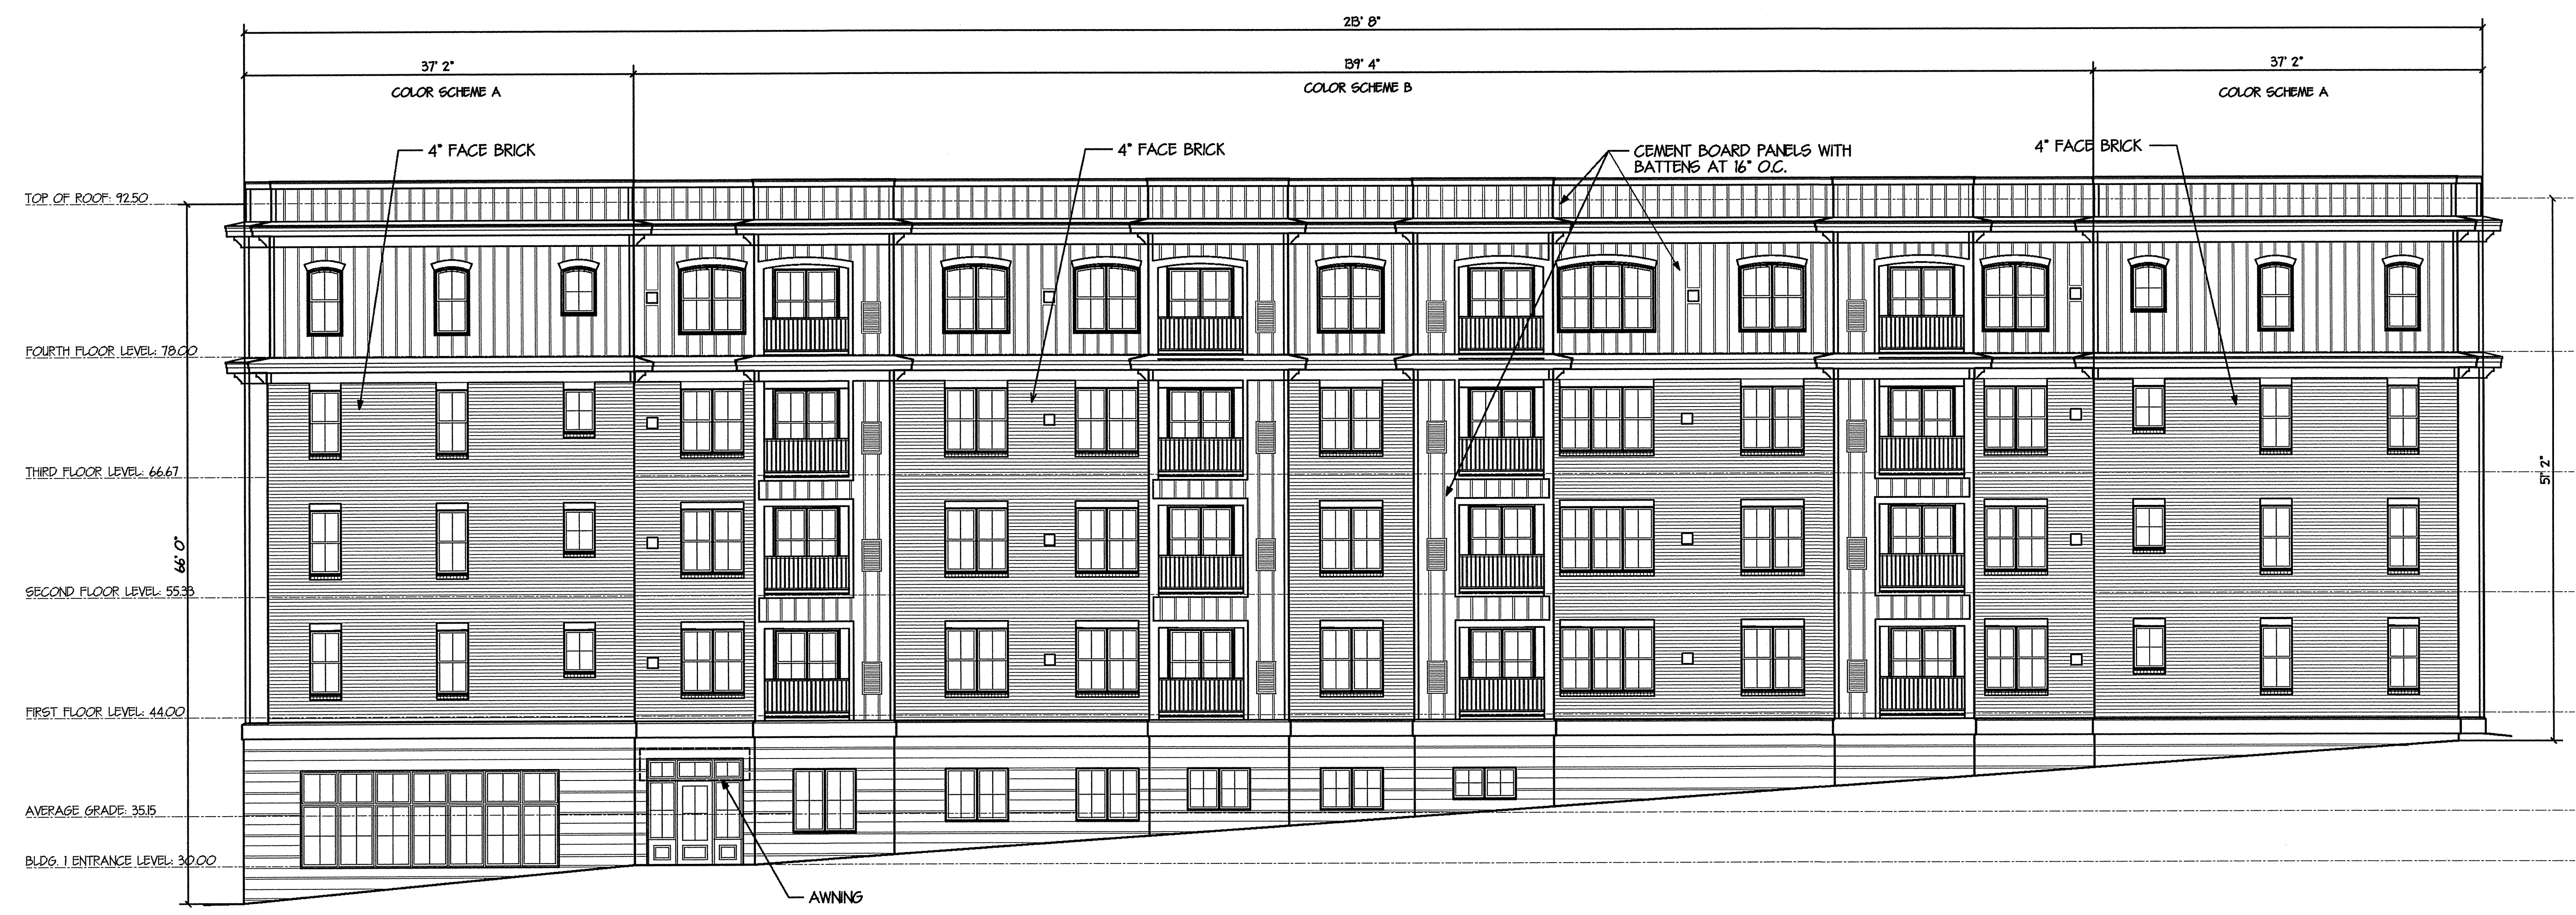 213' 8"
37' 2"
139' 4"
37' 2"
COLOR SCHEME A
COLOR SCHEME B
COLOR SCHEME A
4" FACE BRICK
4" FACE BRICK
CEMENT BOARD PANELS WITH
BATTENS AT 16" O.C.
4" FACE BRICK
TOP OF ROOF: 92.50
FOURTH FLOOR LEVEL: 78.00
THIRD FLOOR LEVEL: 66.67
51' 2"
66' 0"
SECOND FLOOR LEVEL: 55.33
FIRST FLOOR LEVEL: 44.00
AVERAGE GRADE: 35.15
BLDG. 1 ENTRANCE LEVEL: 30.00
AWNING